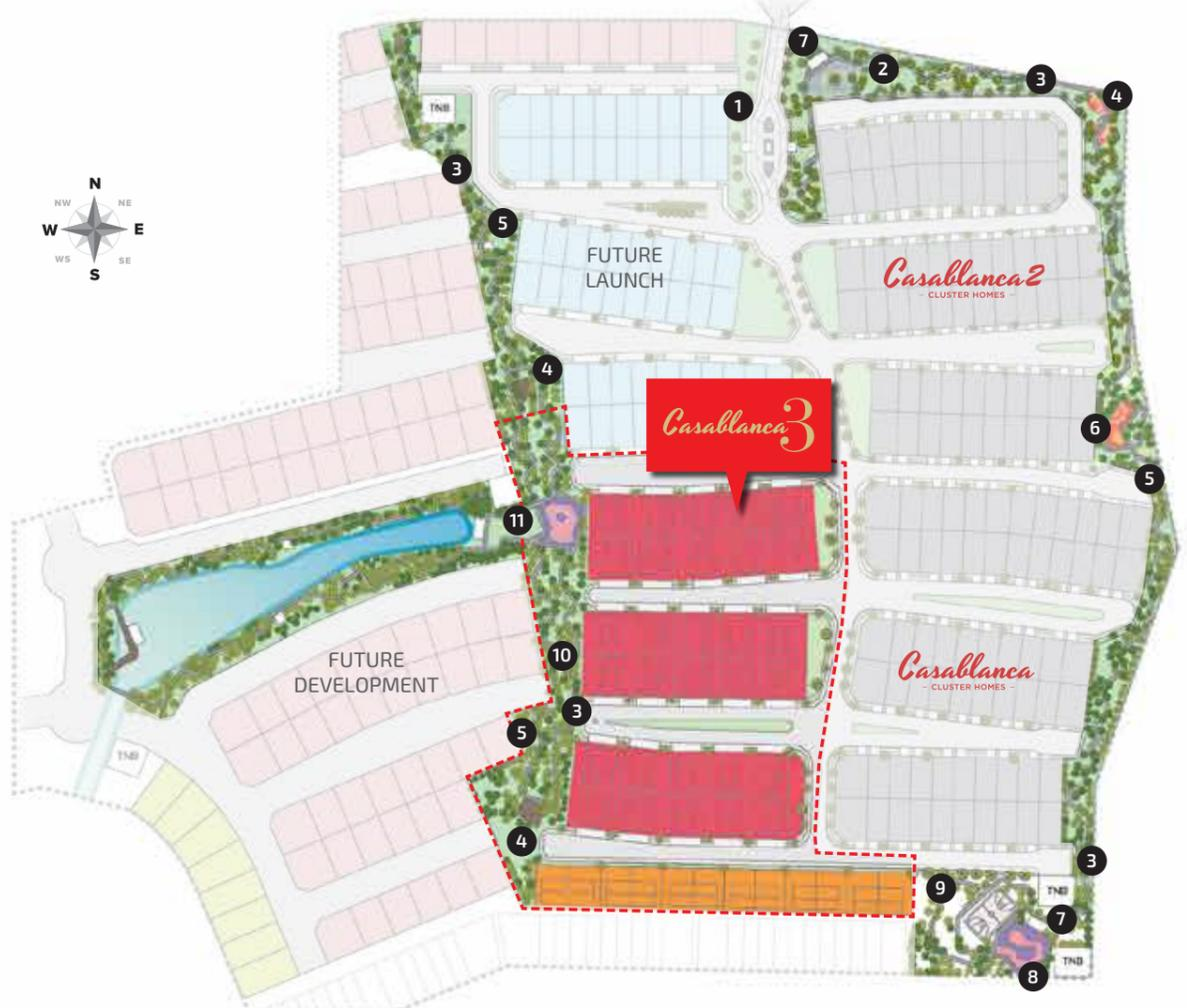 7
2
3
4
1
TNB
3
N
NW
NE
W
E
WS
SE
S
5
FUTURE
LAUNCH
Casablanca 2
- CLUSTER HOMES -
4
Casablanca 3
6
5
11
10
FUTURE
DEVELOPMENT
Casablanca
- CLUSTER HOMES -
3
5
TNB
4
3
9
TNB
7
TNB
8